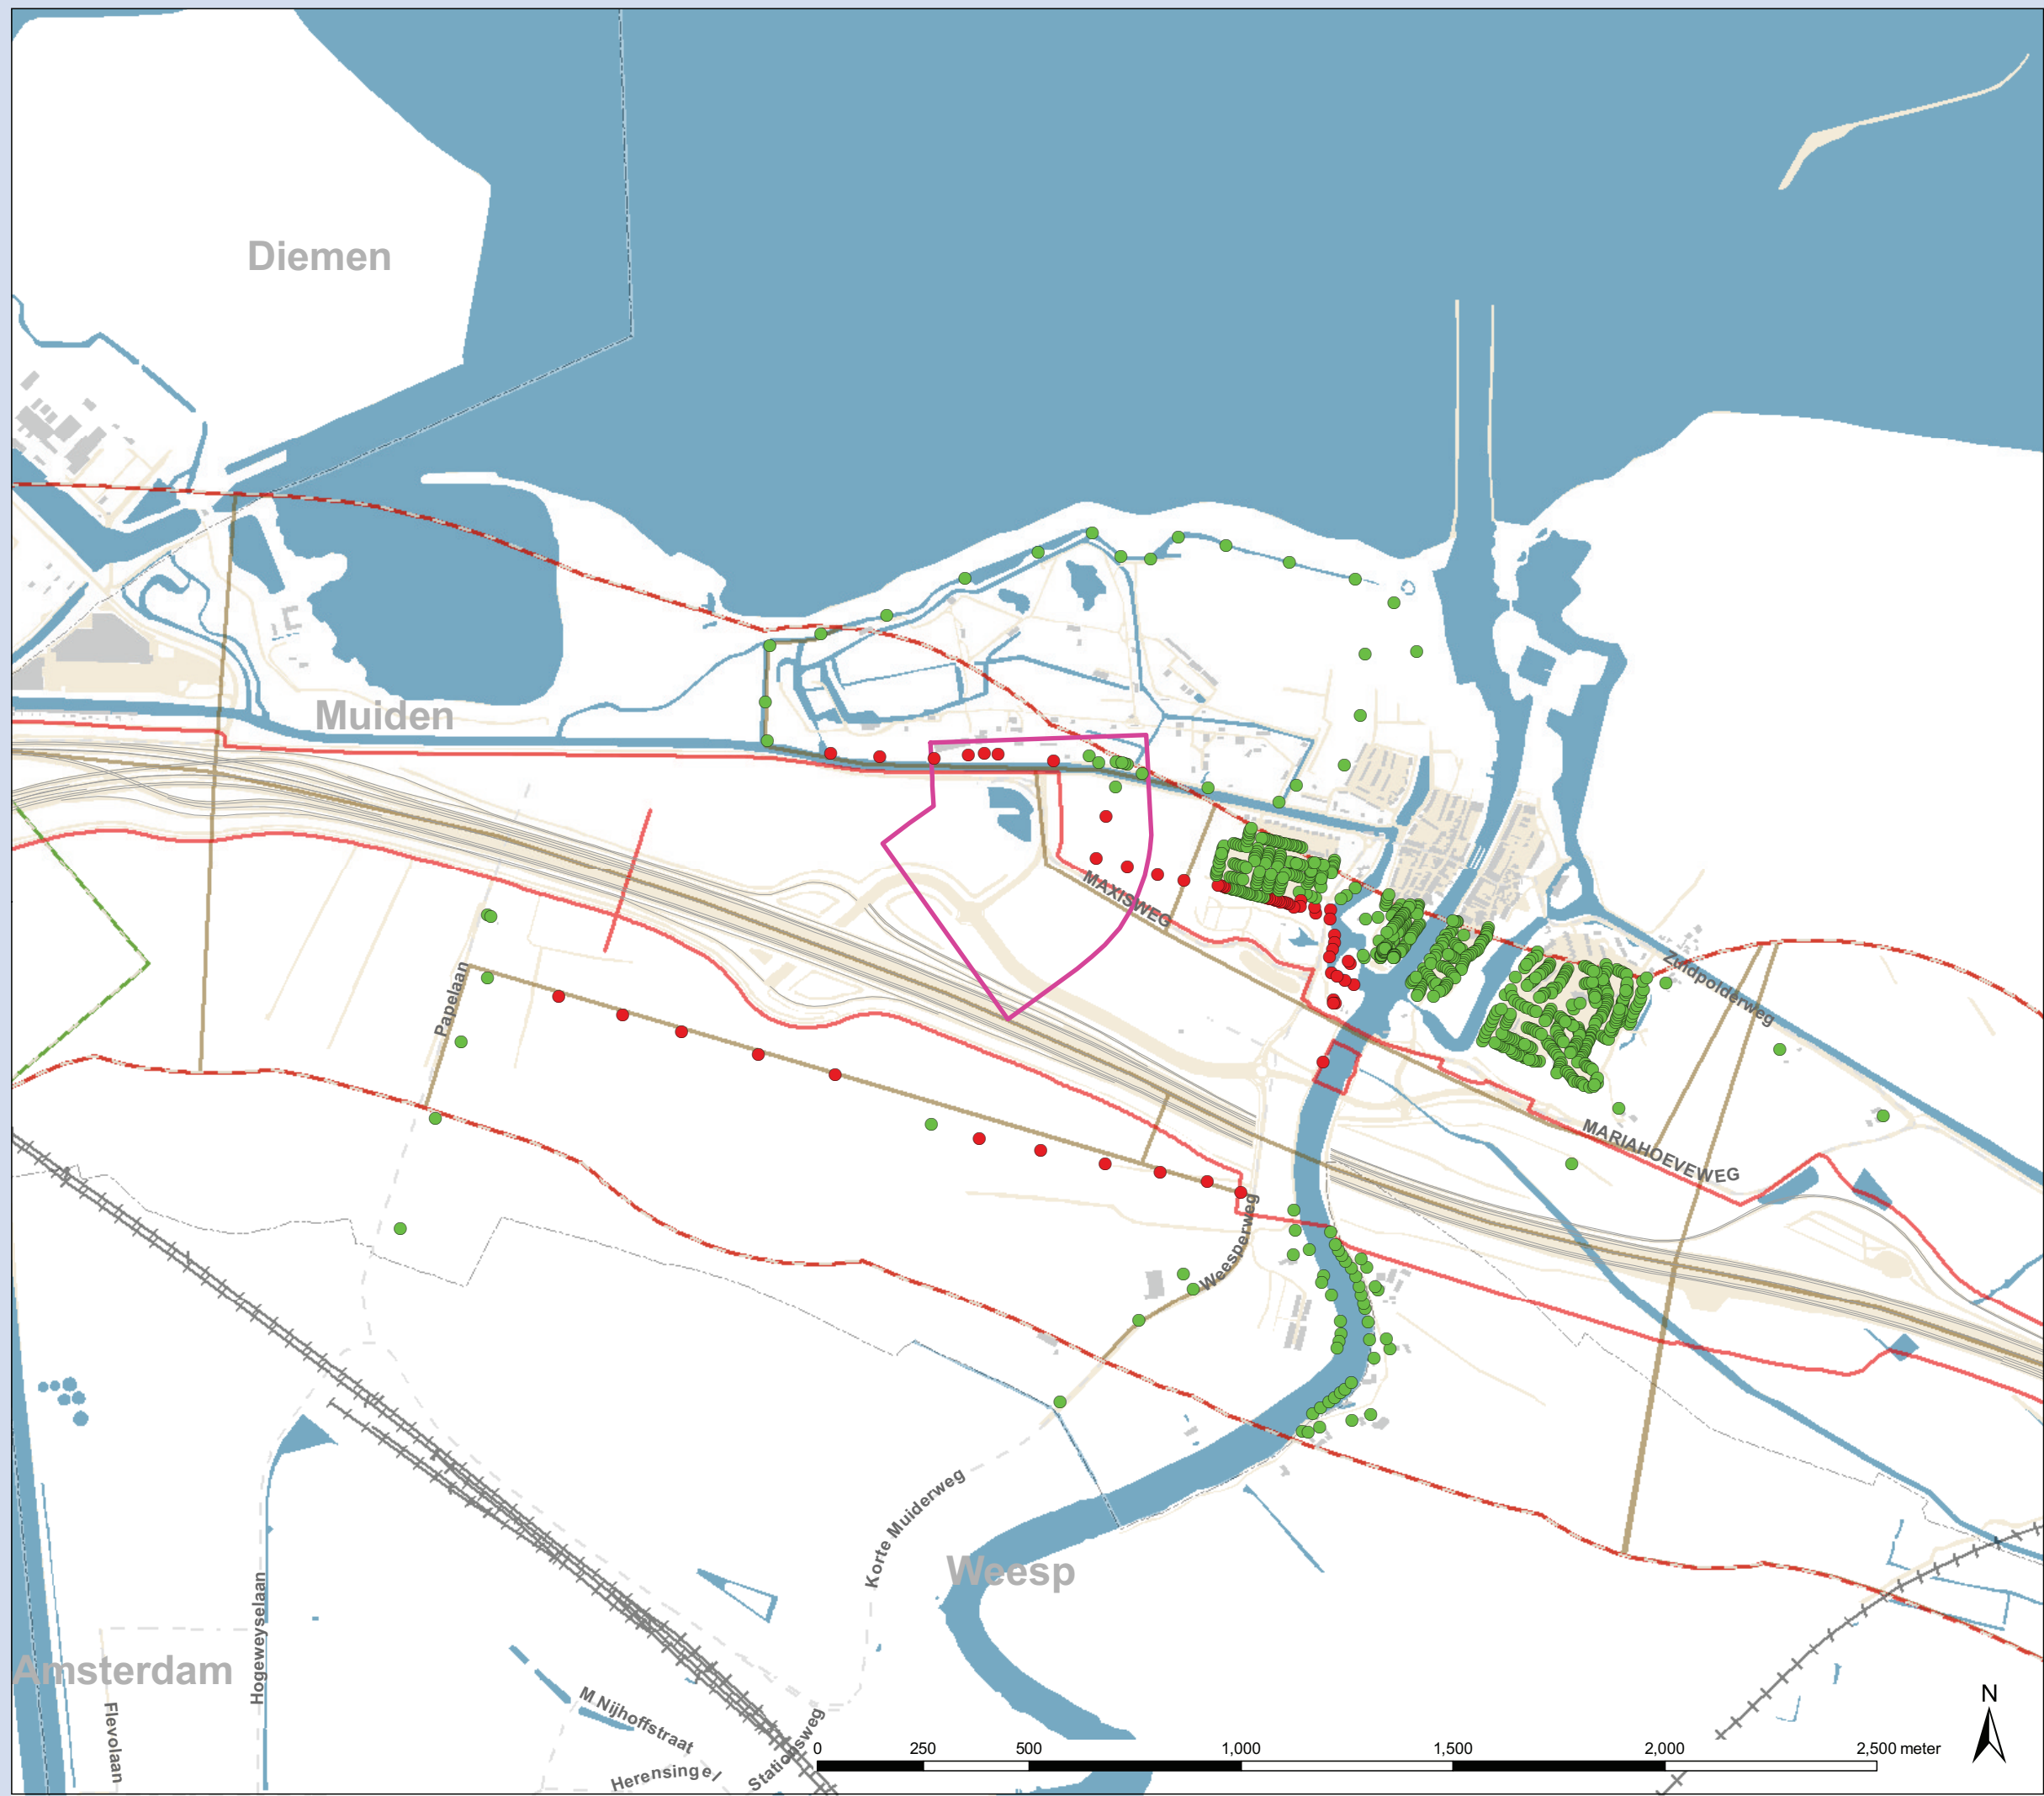 Diemen
Muiden
MAXISWEG
Zuidpolderweg
Papelaan
MARIAHOEVEWEG
Weesperweg
Korte Muiderweg
Weesp
Hogeweyselaan
Amsterdam
Flevolaan
M Nijhoffstraat
Stationsweg
Herensingel
N
0 250 500 1,000 1,500 2,000 2,500 meter